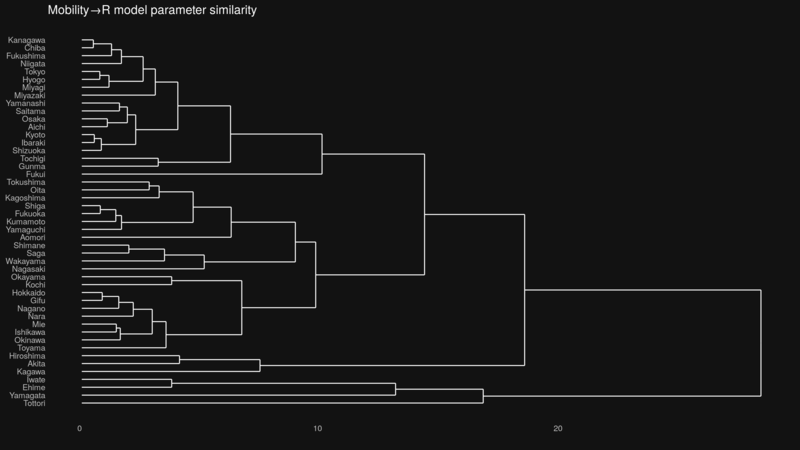 Mobility→R model parameter similarity
Kanagawa
Chiba
Fukushima
Niigata
Tokyo
Hyogo
Miyagi
Miyazaki
Yamanashi
Saitama
Osaka
Aichi
Kyoto
Ibaraki
Shizuoka
Tochigi
Gunma
Fukui
Tokushima
Oita
Kagoshima
Shiga
Fukuoka
Kumamoto
Yamaguchi
Aomori
Shimane
Saga
Wakayama
Nagasaki
Okayama
Kochi
Hokkaido
Gifu
Nagano
Nara
Mie
Ishikawa
Okinawa
Toyama
Hiroshima
Akita
Kagawa
Iwate
Ehime
Yamagata
Tottori
0 10 20